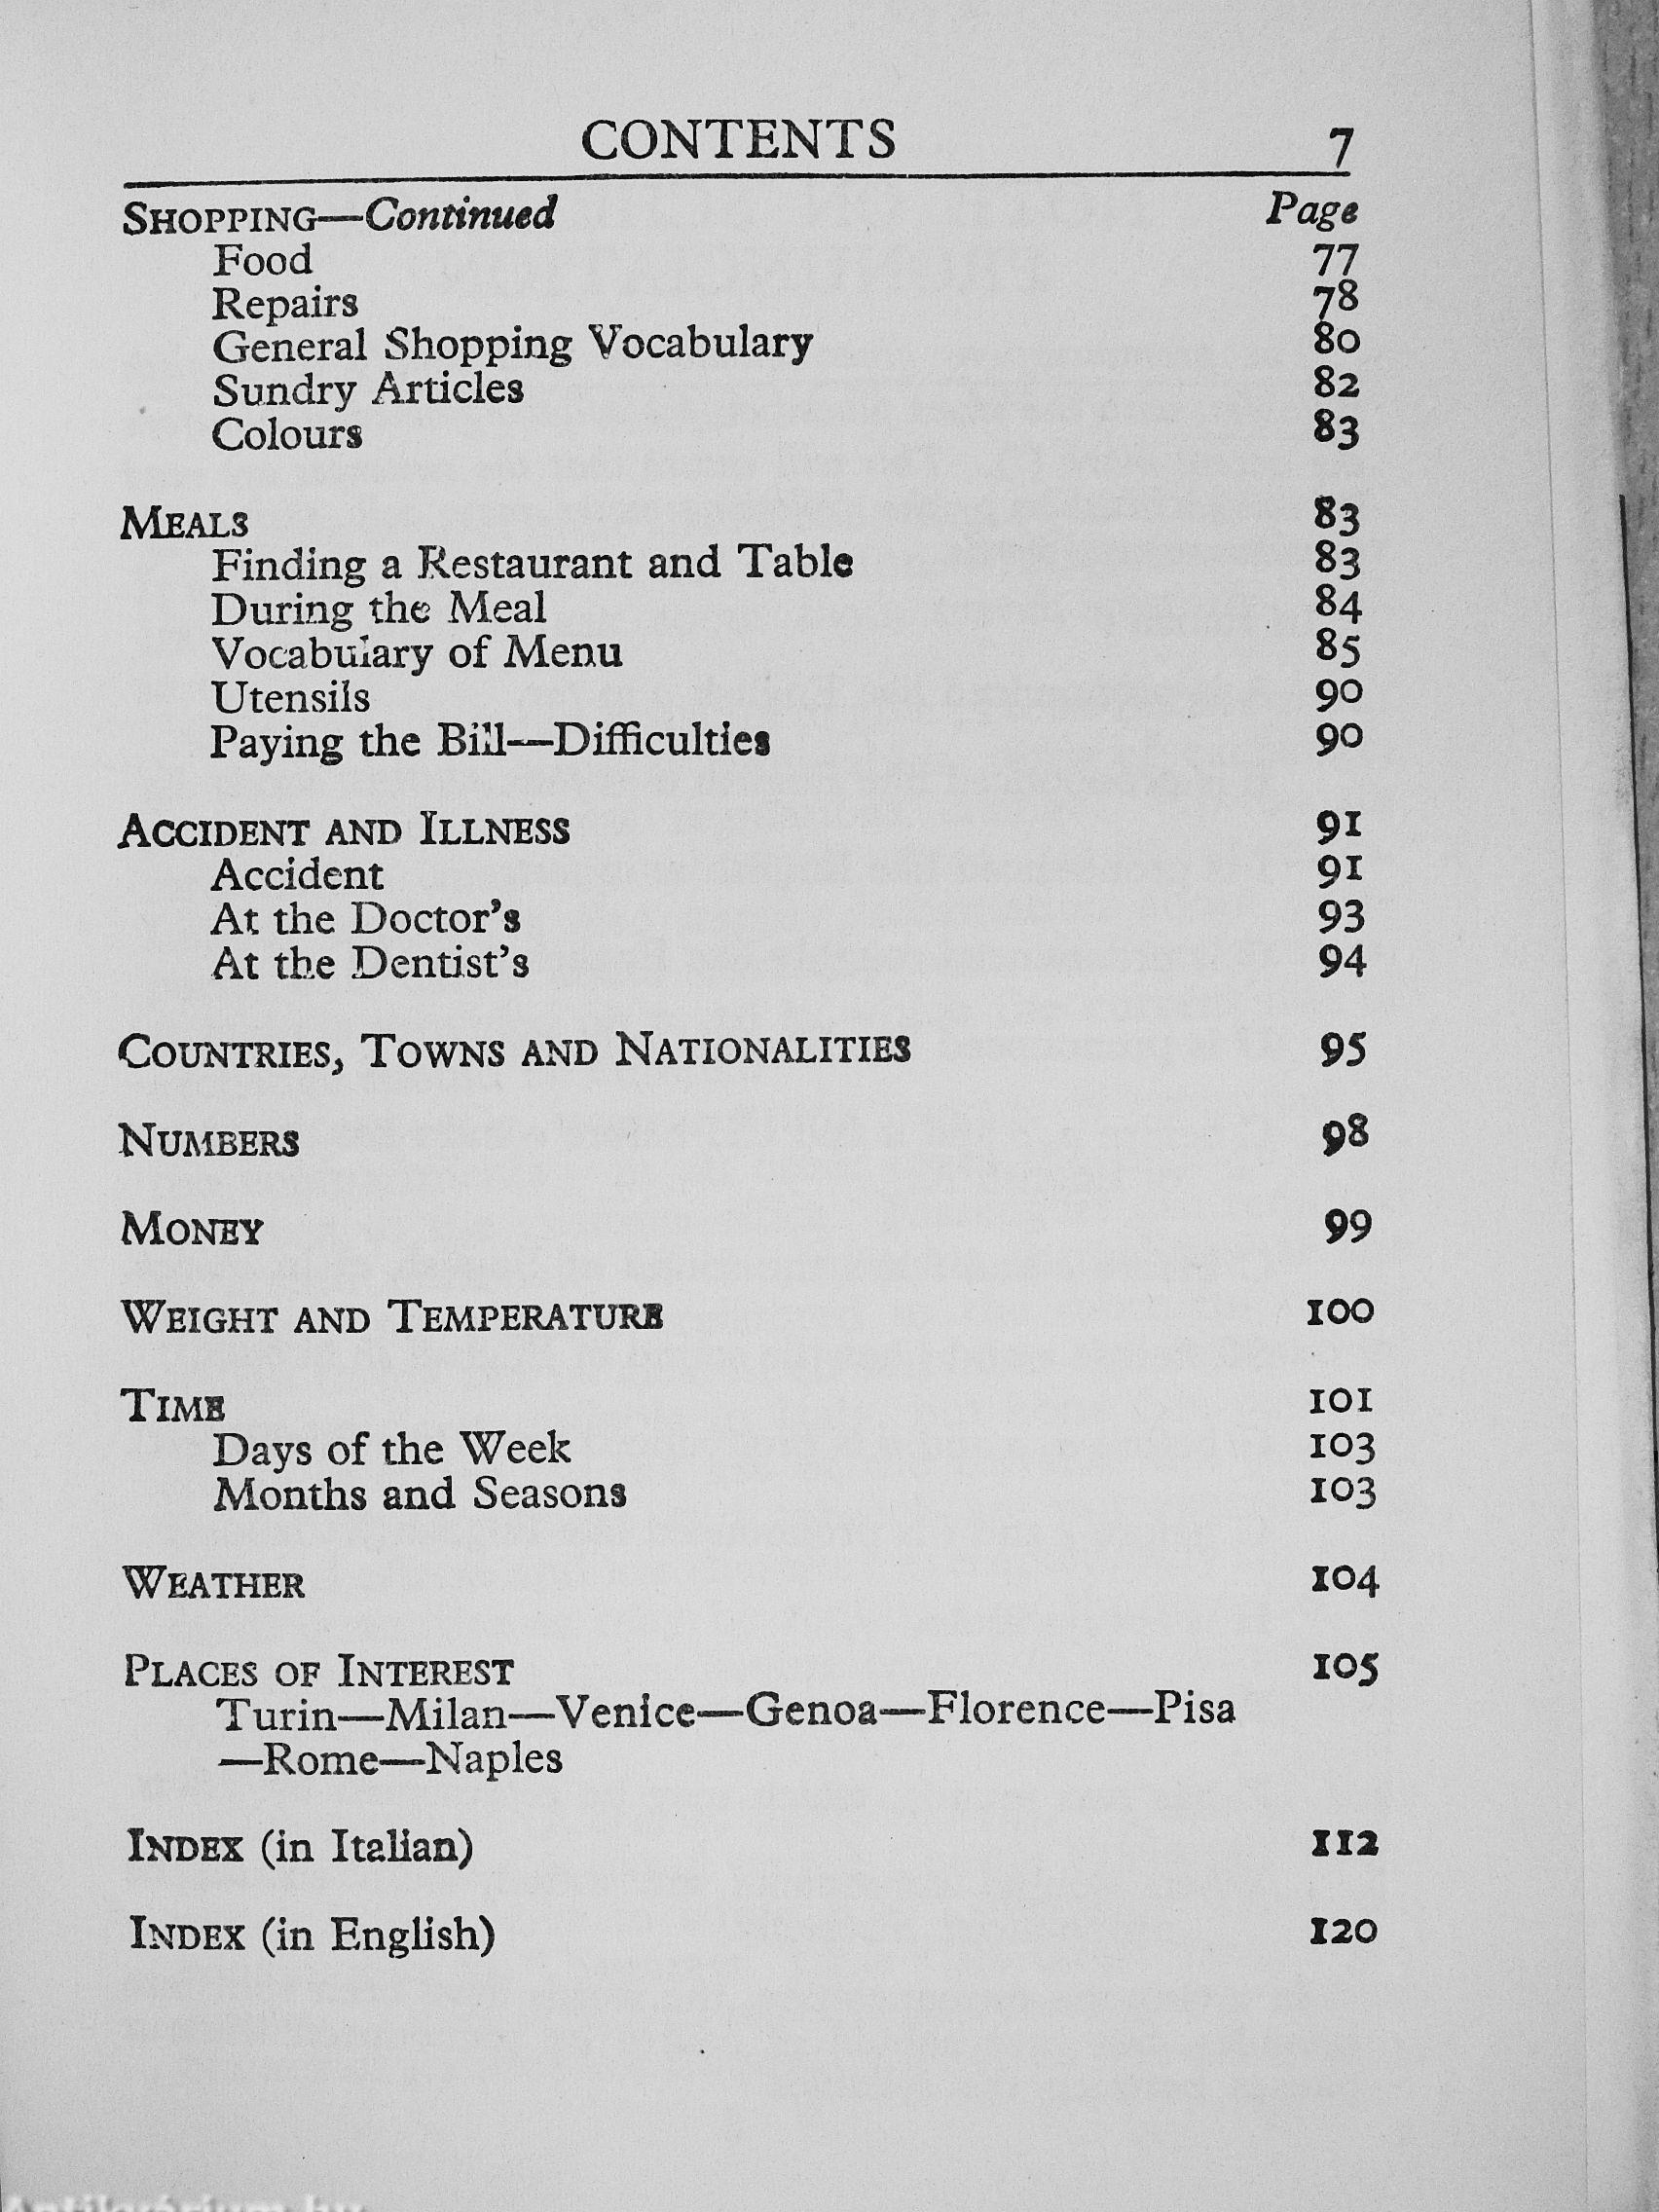 CONTENTS 7
SHOPPING—Continued Page
Food 77
Repairs 78
General Shopping Vocabulary 80
Sundry Articles 82
Colours 83
MEALS 83
Finding a Restaurant and Table 83
During the Meal 84
Vocabulary of Menu 85
Utensils 90
Paying the Bill—Difficulties 90
ACCIDENT AND ILLNESS 91
Accident 91
At the Doctor's 93
At the Dentist's 94
COUNTRIES, TOWNS AND NATIONALITIES 95
NUMBERS 98
MONEY 99
WEIGHT AND TEMPERATURE 100
TIME 101
Days of the Week 103
Months and Seasons 103
WEATHER 104
PLACES OF INTEREST 105
Turin—Milan—Venice—Genoa—Florence—Pisa
—Rome—Naples
INDEX (in Italian) 112
INDEX (in English) 120